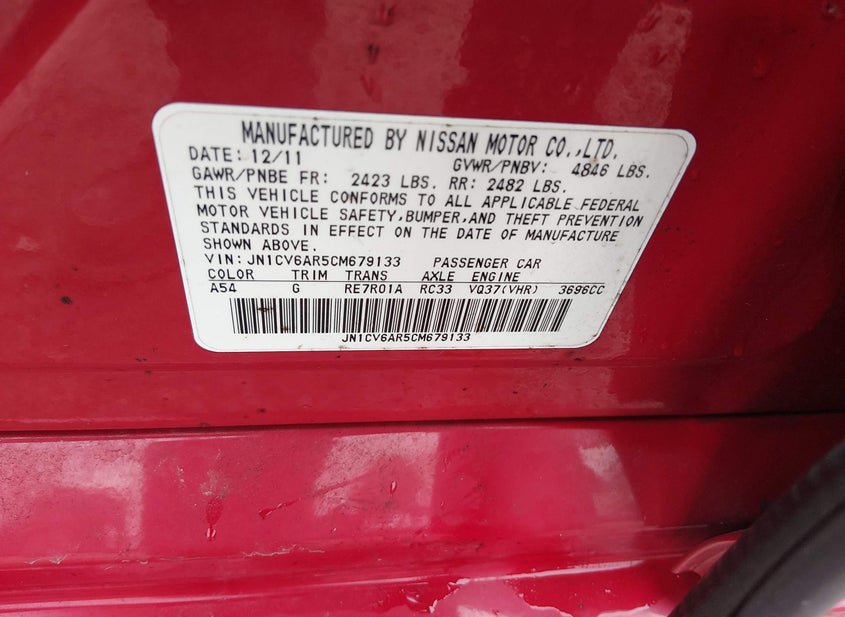 MANUFACTURED BY NISSAN MOTOR CO.,LTD.
DATE: 12/11 GVWR/PNBV: 4846 LBS.
GAWR/PNBE FR: 2423 LBS. RR: 2482 LBS.
THIS VEHICLE CONFORMS TO ALL APPLICABLE FEDERAL
MOTOR VEHICLE SAFETY,BUMPER,AND THEFT PREVENTION
STANDARDS IN EFFECT ON THE DATE OF MANUFACTURE
SHOWN ABOVE.
VIN: JN1CV6AR5CM679133 PASSENGER CAR
COLOR TRIM TRANS AXLE ENGINE
A54 G RE7R01A RC33 VQ37(VHR) 3696CC
JN1CV6AR5CM679133